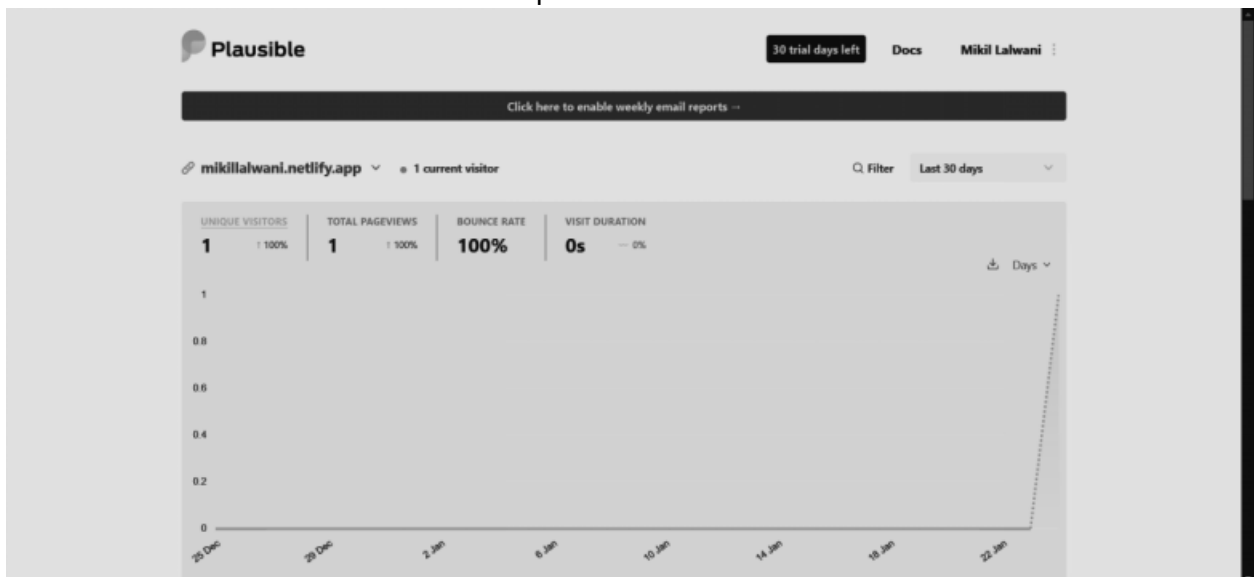 Plausible
30 trial days left Docs Mikil Lalwani
Click here to enable weekly email reports →
mikillalwani.netlify.app 1 current visitor Filter Last 30 days
UNIQUE VISITORS TOTAL PAGEVIEWS BOUNCE RATE VISIT DURATION
1 ↑ 100% 1 ↑ 100% 100% 0s — 0%
Days
1
0.8
0.6
0.4
0.2
0
25 Dec 29 Dec 2 Jan 6 Jan 10 Jan 14 Jan 18 Jan 22 Jan